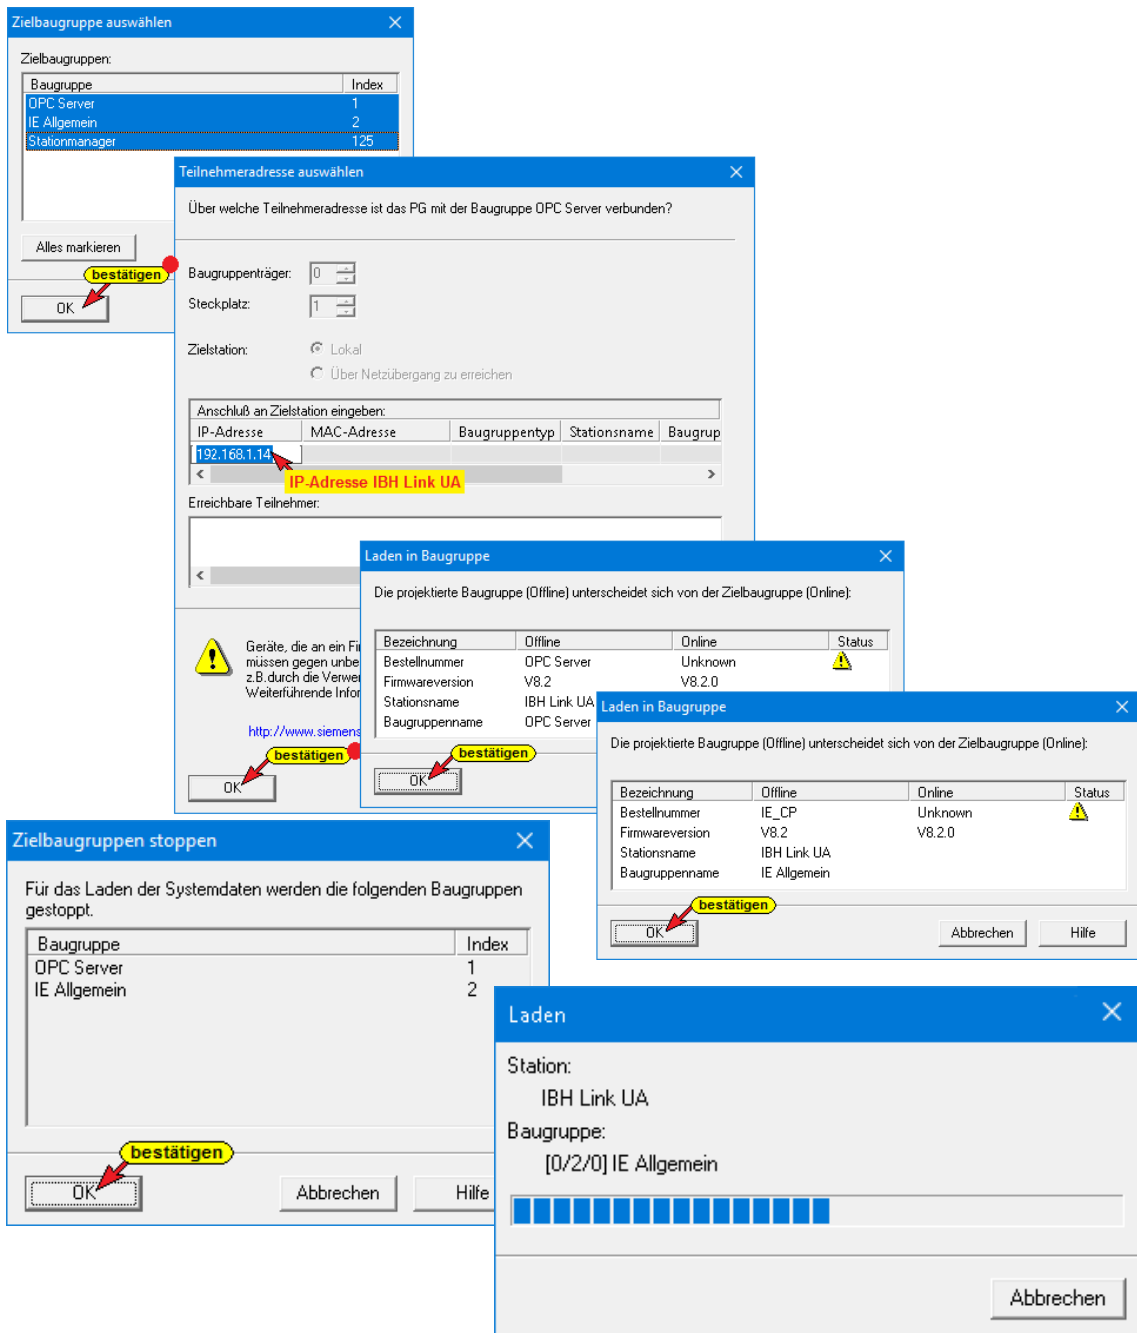 Zielbaugruppe auswählen
Zielbaugruppen:
Baugruppe Index
OPC Server 1
IE Allgemein 2
Stationmanager 125
Alles markieren
bestätigen
OK
Teilnehmeradresse auswählen
Über welche Teilnehmeradresse ist das PG mit der Baugruppe OPC Server verbunden?
Baugruppenträger: 0
Steckplatz: 1
Zielstation: Lokal
Über Netzübergang zu erreichen
Anschluß an Zielstation eingeben:
IP-Adresse MAC-Adresse Baugruppentyp Stationsname Baugrup
192.168.1.14
IP-Adresse IBH Link UA
Erreichbare Teilnehmer:
Geräte, die an ein Fi
müssen gegen unbe
z.B.durch die Verwe
Weiterführende Infor
http://www.siemens
bestätigen
OK
Laden in Baugruppe
Die projektierte Baugruppe (Offline) unterscheidet sich von der Zielbaugruppe (Online):
Bezeichnung Offline Online Status
Bestellnummer OPC Server Unknown
Firmwareversion V8.2 V8.2.0
Stationsname IBH Link UA
Baugruppenname OPC Server
bestätigen
OK
Laden in Baugruppe
Die projektierte Baugruppe (Offline) unterscheidet sich von der Zielbaugruppe (Online):
Bezeichnung Offline Online Status
Bestellnummer IE_CP Unknown
Firmwareversion V8.2 V8.2.0
Stationsname IBH Link UA
Baugruppenname IE Allgemein
bestätigen
OK Abbrechen Hilfe
Zielbaugruppen stoppen
Für das Laden der Systemdaten werden die folgenden Baugruppen
gestoppt.
Baugruppe Index
OPC Server 1
IE Allgemein 2
bestätigen
OK Abbrechen Hilfe
Laden
Station:
IBH Link UA
Baugruppe:
[0/2/0] IE Allgemein
Abbrechen